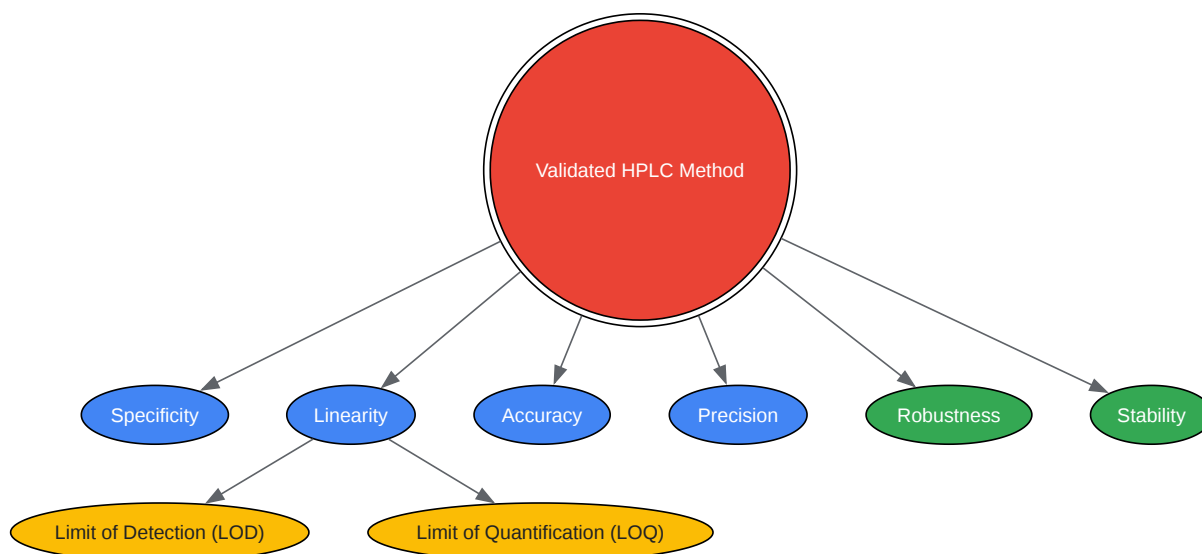 Validated HPLC Method
Specificity
Linearity
Accuracy
Precision
Robustness
Stability
Limit of Detection (LOD)
Limit of Quantification (LOQ)